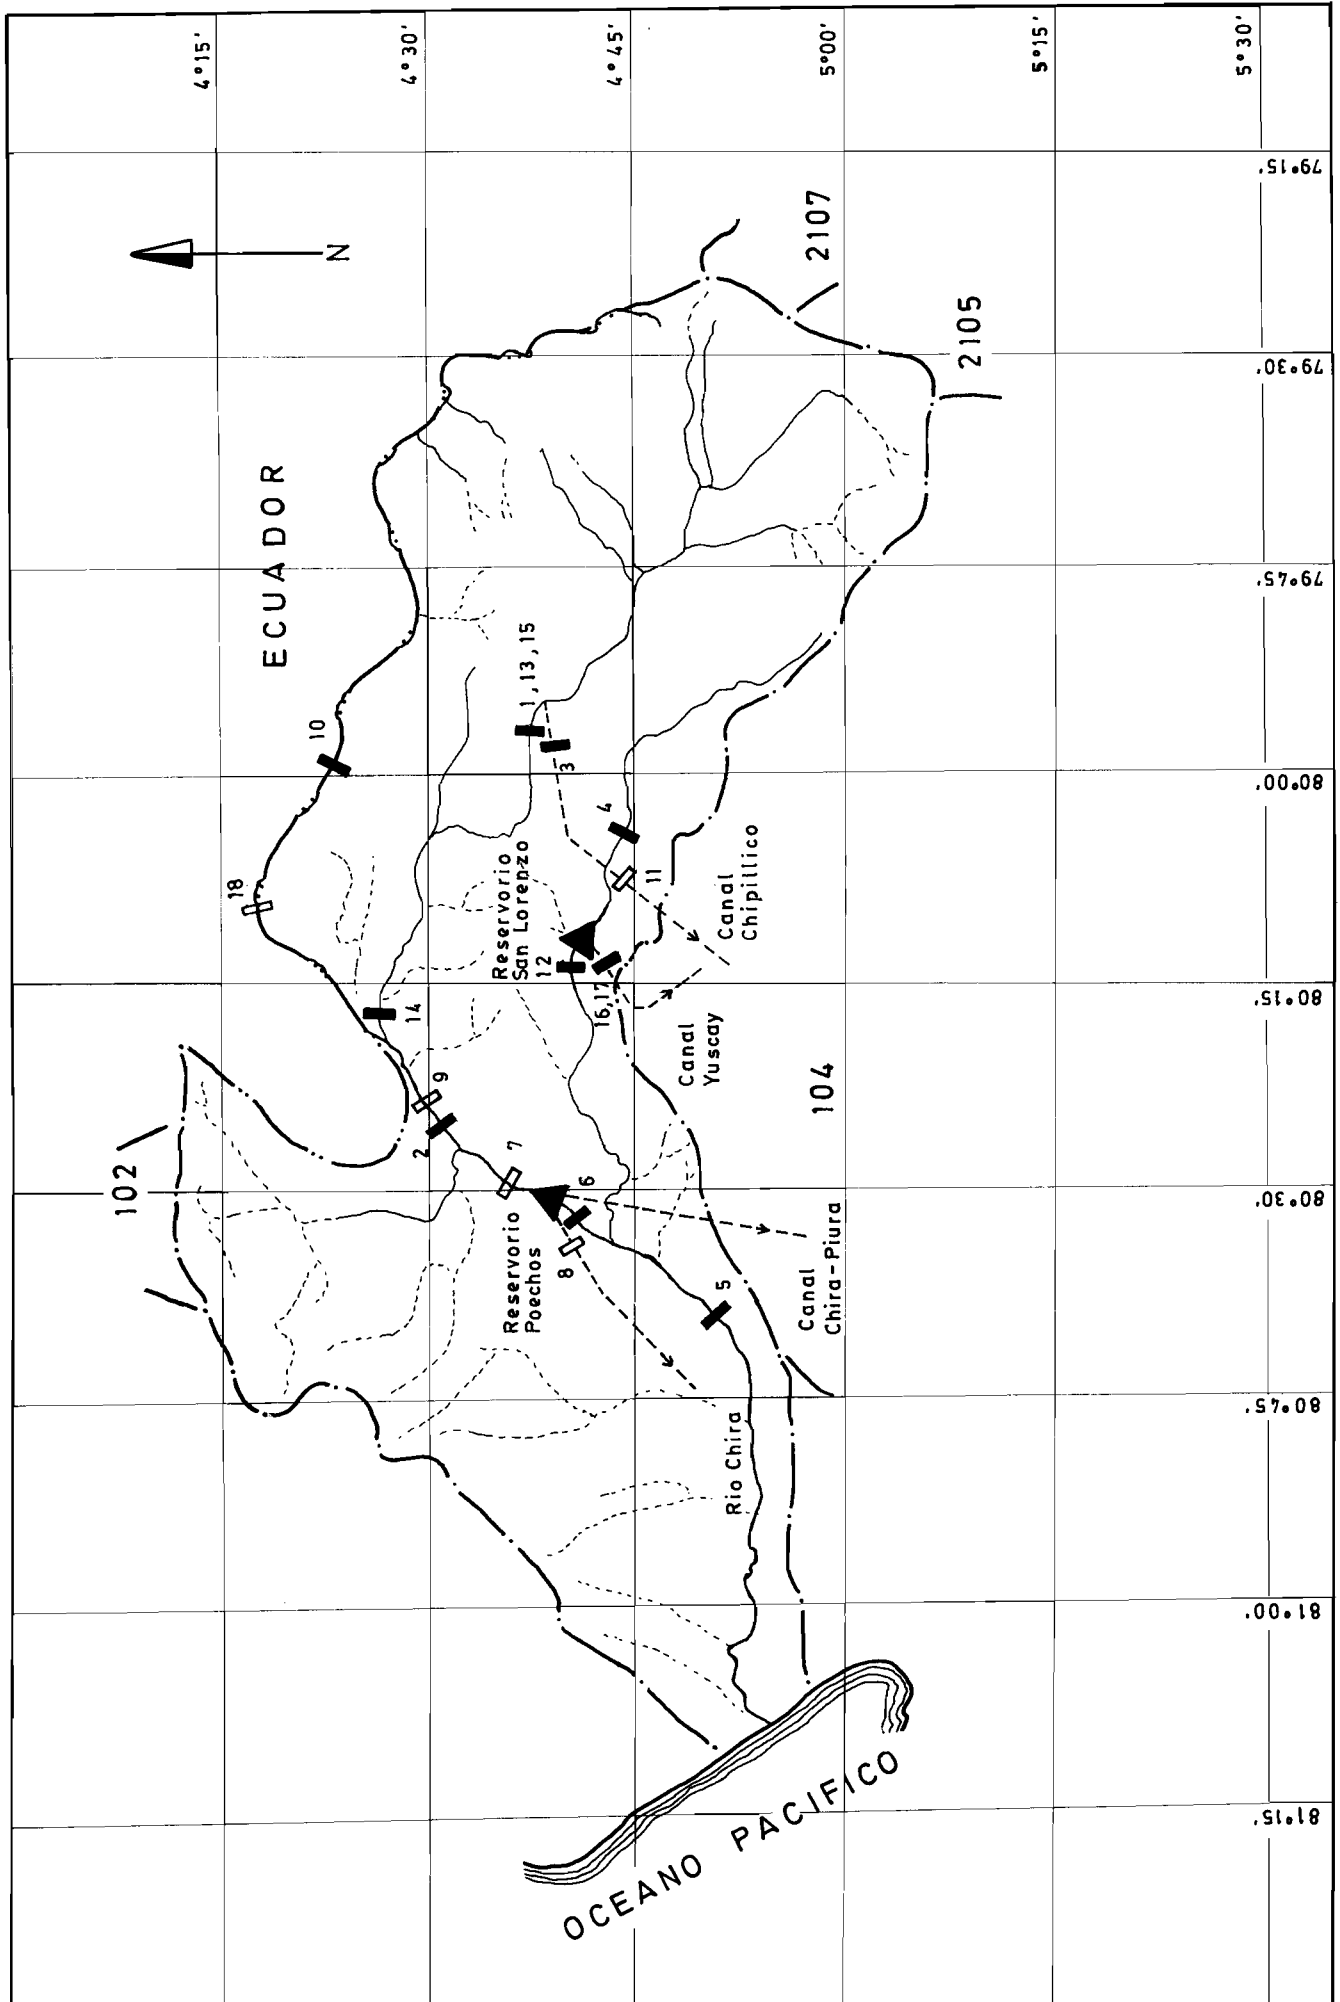 4°15'
4°30'
4°45'
5°00'
5°15'
5°30'
79°15'
79°30'
79°45'
80°00'
80°15'
80°30'
80°45'
81°00'
81°15'
N
ECUADOR
2107
2105
102
104
18
10
1, 13, 15
3
4
11
12
16,17
14
9
2
7
6
8
5
Reservorio
San Lorenzo
Canal
Chipillico
Canal
Yuscay
Reservorio
Poechos
Canal
Chira-Piura
Rio Chira
OCEANO PACIFICO